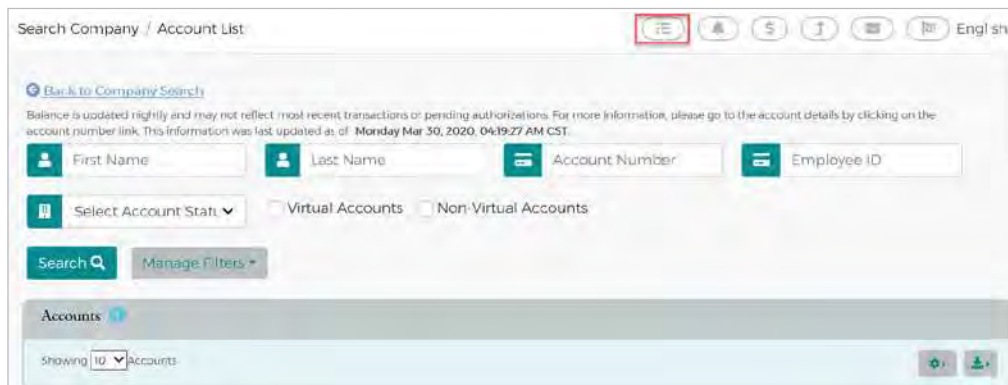 Search Company / Account List
English
Back to Company Search
Balance is updated nightly and may not reflect most recent transactions or pending authorizations. For more information, please go to the account details by clicking on the
account number link. This information was last updated as of Monday Mar 30, 2020, 04:19:27 AM CST.
First Name Last Name Account Number Employee ID
Select Account Statu Virtual Accounts Non-Virtual Accounts
Search Manage Filters
Accounts
Showing 10 Accounts